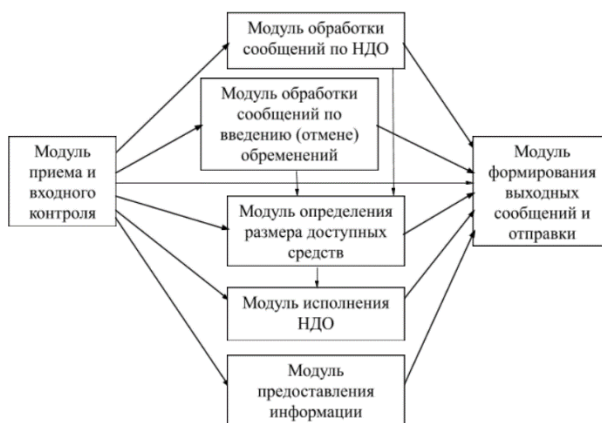 Модуль обработки
сообщений по НДО
Модуль обработки
сообщений по
введению (отмене)
обременений
Модуль
приема и
входного
контроля
Модуль
формирования
выходных
сообщений и
отправки
Модуль определения
размера доступных
средств
Модуль исполнения
НДО
Модуль
предоставления
информации